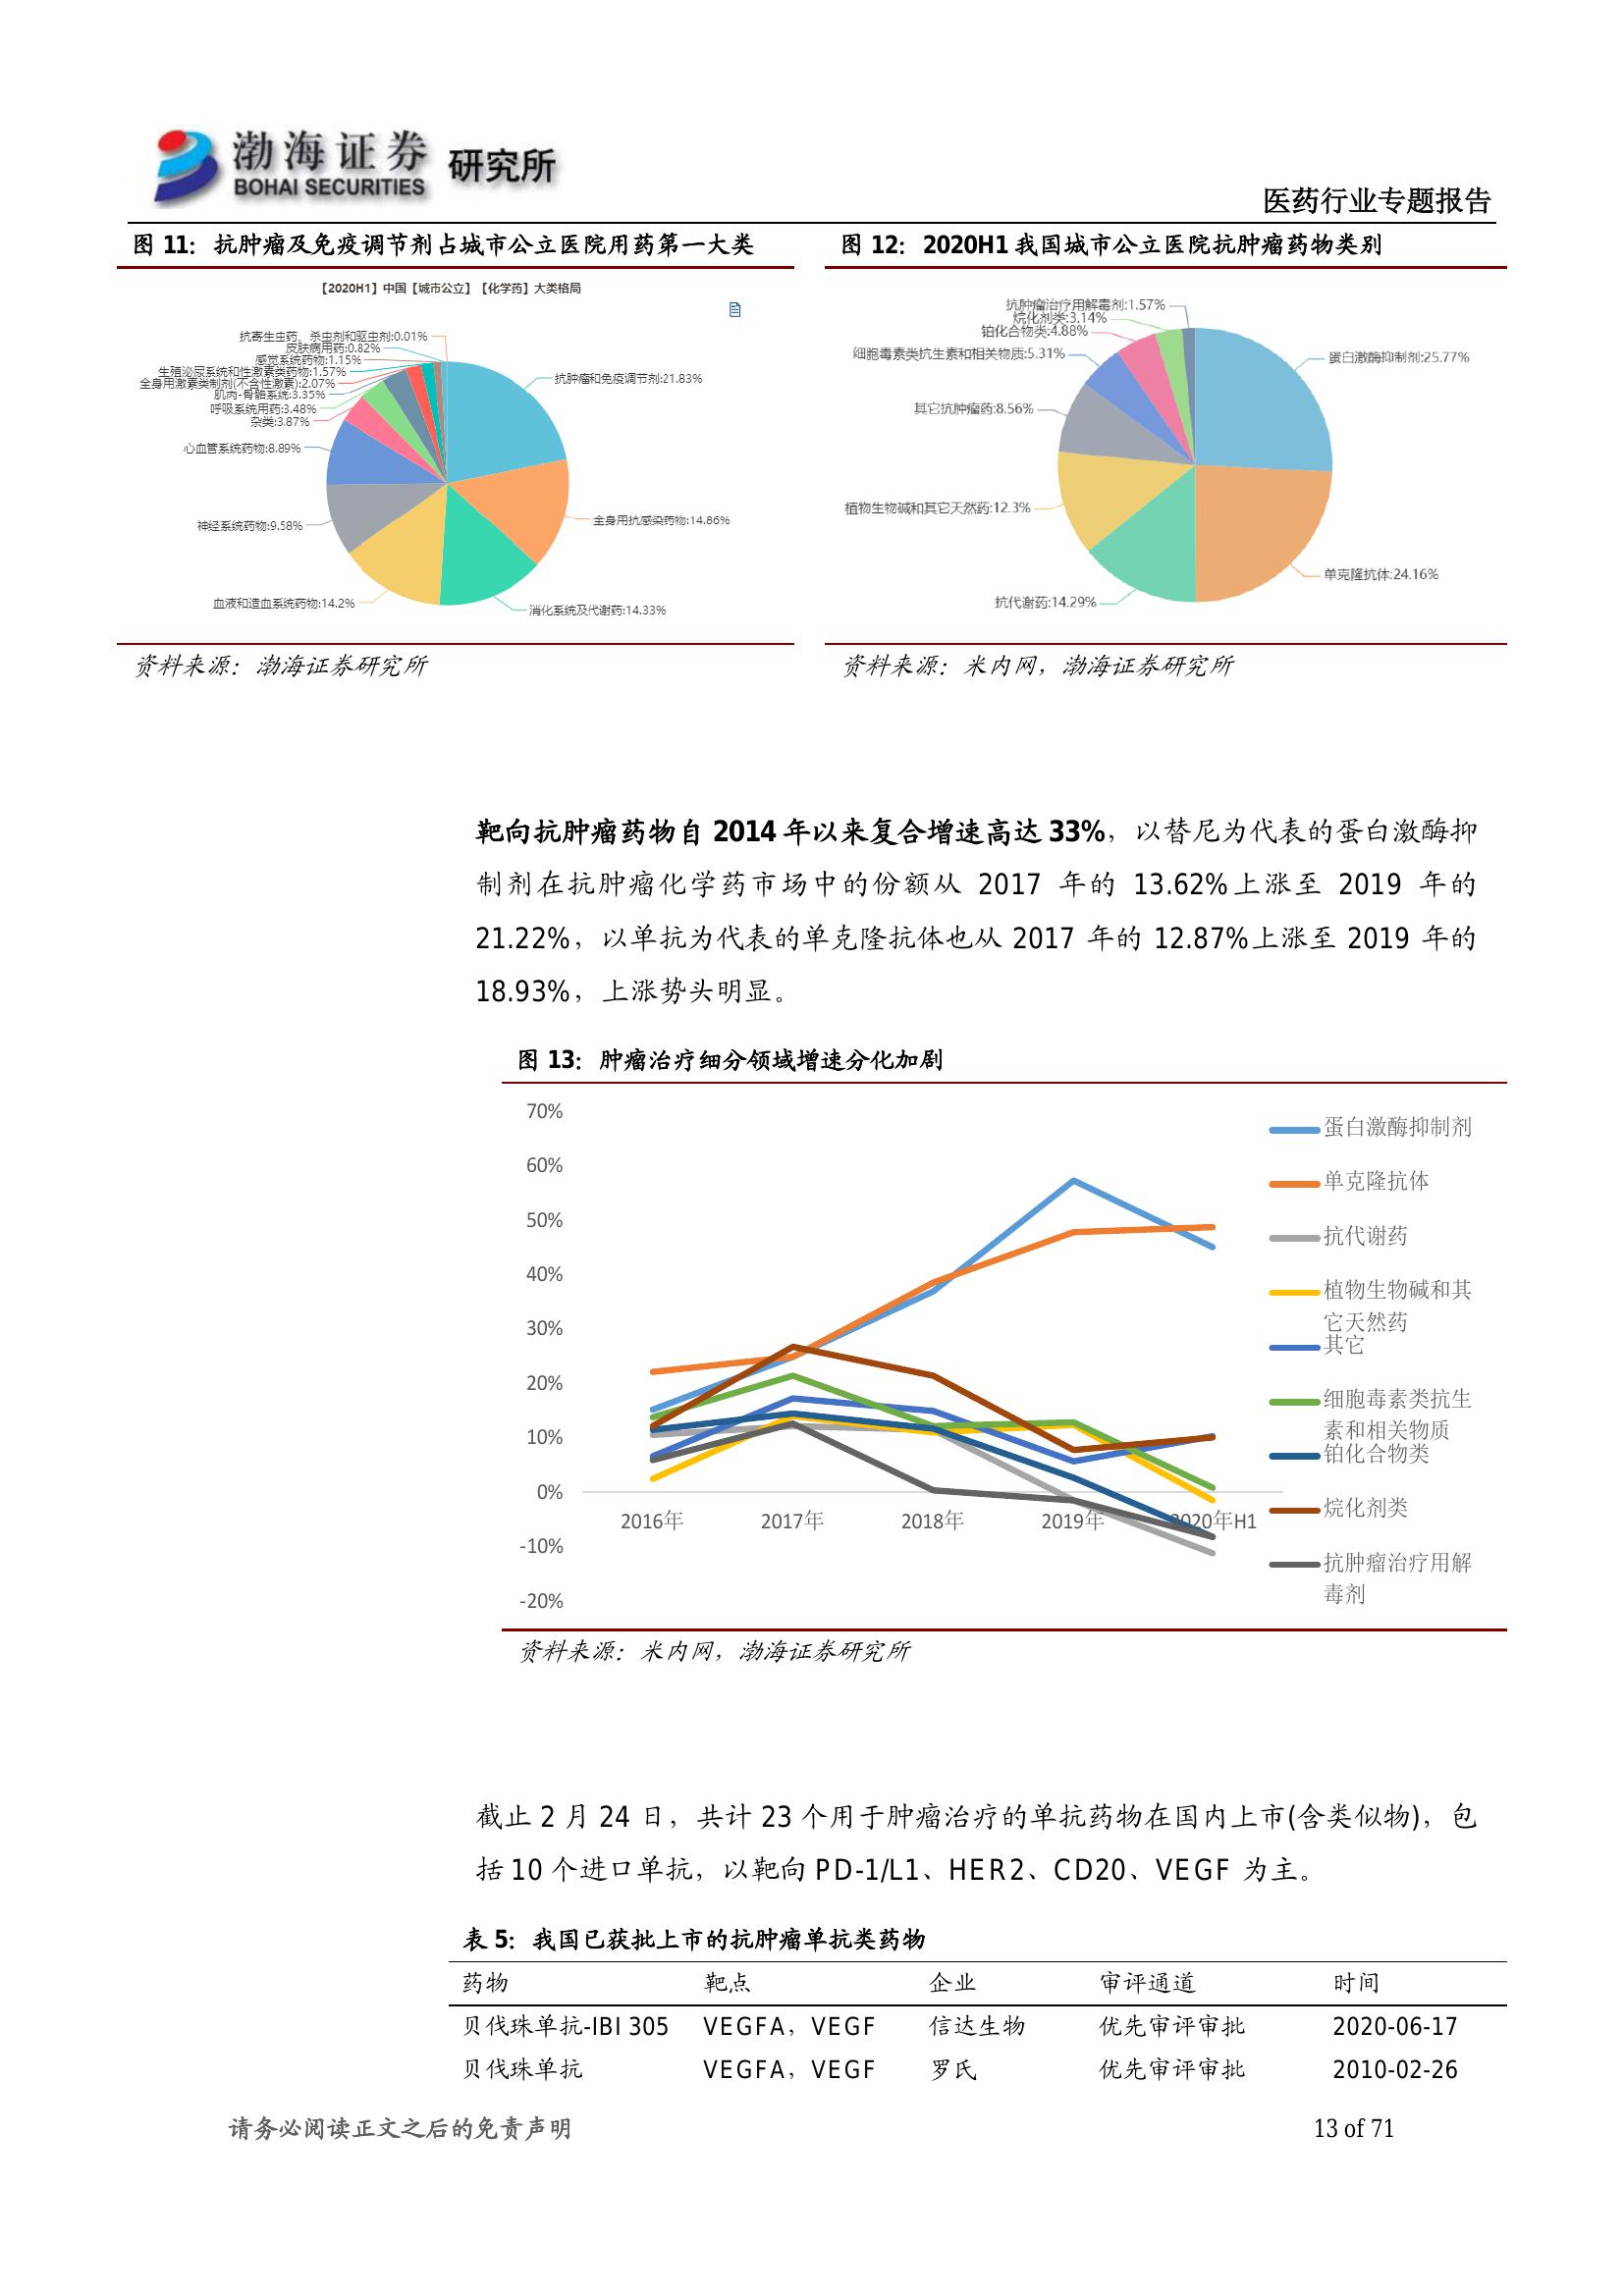 渤海证券 研究所
BOHAI SECURITIES
医药行业专题报告
图 11：抗肿瘤及免疫调节剂占城市公立医院用药第一大类
【2020H1】中国【城市公立】【化学药】大类格局
抗寄生虫药、杀虫剂和驱虫剂:0.01%
皮肤病用药:0.82%
感觉系统药物:1.15%
生殖泌尿系统和性激素类药物:1.57%
全身用激素类制剂(不含性激素):2.07%
肌肉-骨骼系统:3.35%
呼吸系统用药:3.48%
杂类:3.87%
心血管系统药物:8.89%
神经系统药物:9.58%
血液和造血系统药物:14.2%
抗肿瘤和免疫调节剂:21.83%
全身用抗感染药物:14.86%
消化系统及代谢药:14.33%
资料来源：渤海证券研究所
图 12：2020H1 我国城市公立医院抗肿瘤药物类别
抗肿瘤治疗用解毒剂:1.57%
烷化剂类:3.14%
铂化合物类:4.88%
细胞毒素类抗生素和相关物质:5.31%
其它抗肿瘤药:8.56%
植物生物碱和其它天然药:12.3%
抗代谢药:14.29%
蛋白激酶抑制剂:25.77%
单克隆抗体:24.16%
资料来源：米内网，渤海证券研究所
靶向抗肿瘤药物自 2014 年以来复合增速高达 33%，以替尼为代表的蛋白激酶抑
制剂在抗肿瘤化学药市场中的份额从 2017 年的 13.62%上涨至 2019 年的
21.22%，以单抗为代表的单克隆抗体也从 2017 年的 12.87%上涨至 2019 年的
18.93%，上涨势头明显。
图 13：肿瘤治疗细分领域增速分化加剧
70%
60%
50%
40%
30%
20%
10%
0%
-10%
-20%
2016年 2017年 2018年 2019年 2020年H1
蛋白激酶抑制剂
单克隆抗体
抗代谢药
植物生物碱和其
它天然药
其它
细胞毒素类抗生
素和相关物质
铂化合物类
烷化剂类
抗肿瘤治疗用解
毒剂
资料来源：米内网，渤海证券研究所
截止 2 月 24 日，共计 23 个用于肿瘤治疗的单抗药物在国内上市(含类似物)，包
括 10 个进口单抗，以靶向 PD-1/L1、HER2、CD20、VEGF 为主。
表 5：我国已获批上市的抗肿瘤单抗类药物
药物 靶点 企业 审评通道 时间
贝伐珠单抗-IBI 305 VEGFA，VEGF 信达生物 优先审评审批 2020-06-17
贝伐珠单抗 VEGFA，VEGF 罗氏 优先审评审批 2010-02-26
请务必阅读正文之后的免责声明 13 of 71